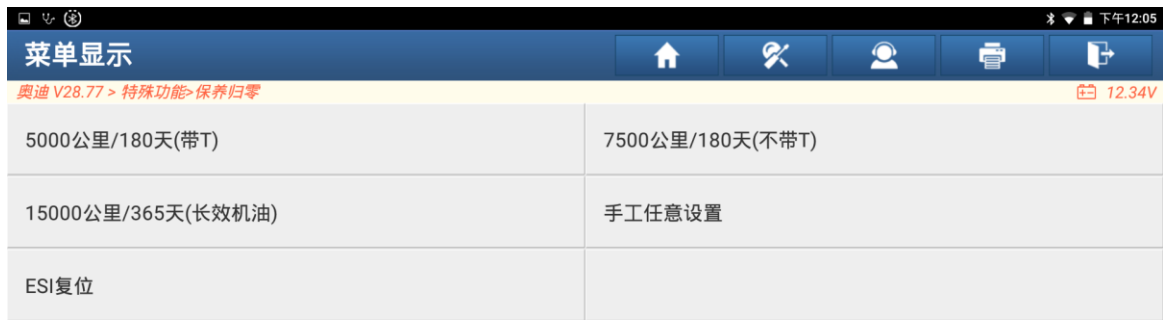 下午12:05
菜单显示
奥迪 V28.77 > 特殊功能>保养归零 12.34V
5000公里/180天(带T) 7500公里/180天(不带T)
15000公里/365天(长效机油) 手工任意设置
ESI复位